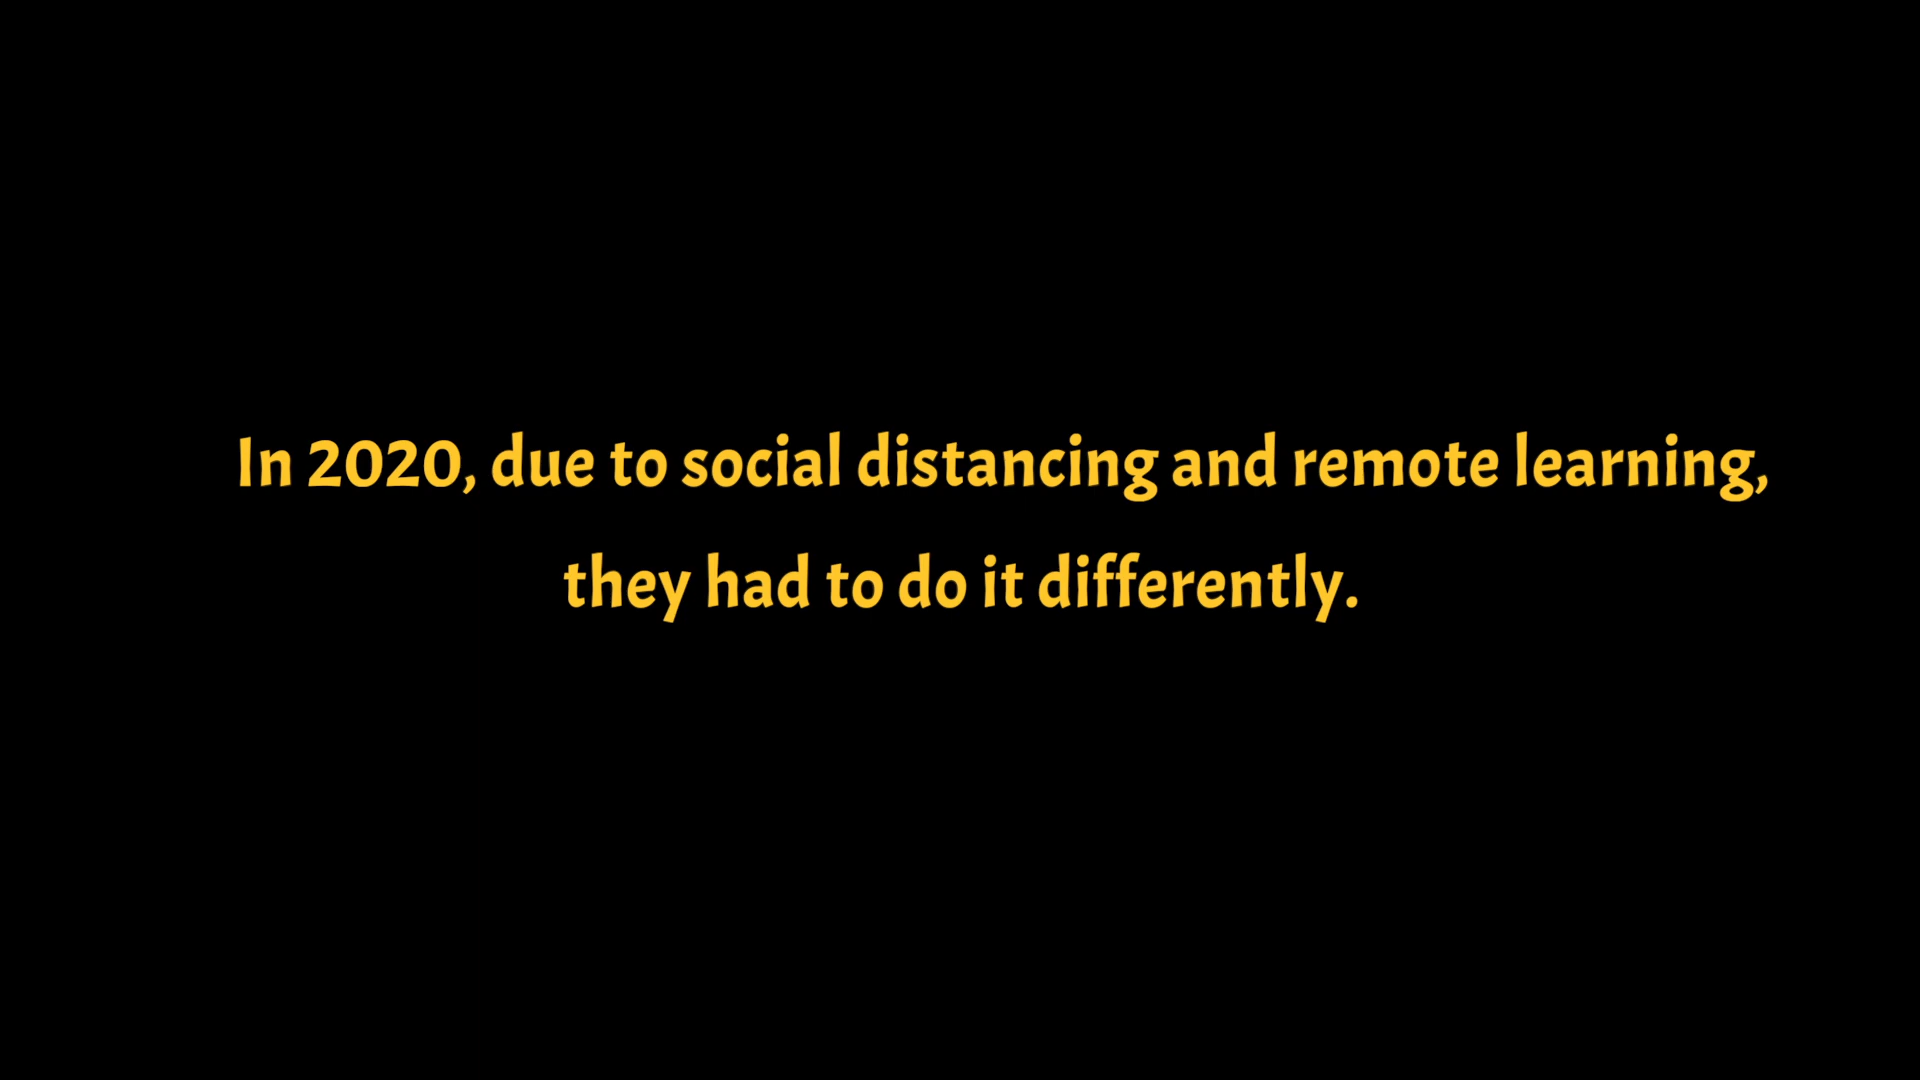 In 2020, due to social distancing and remote learning,
they had to do it differently.